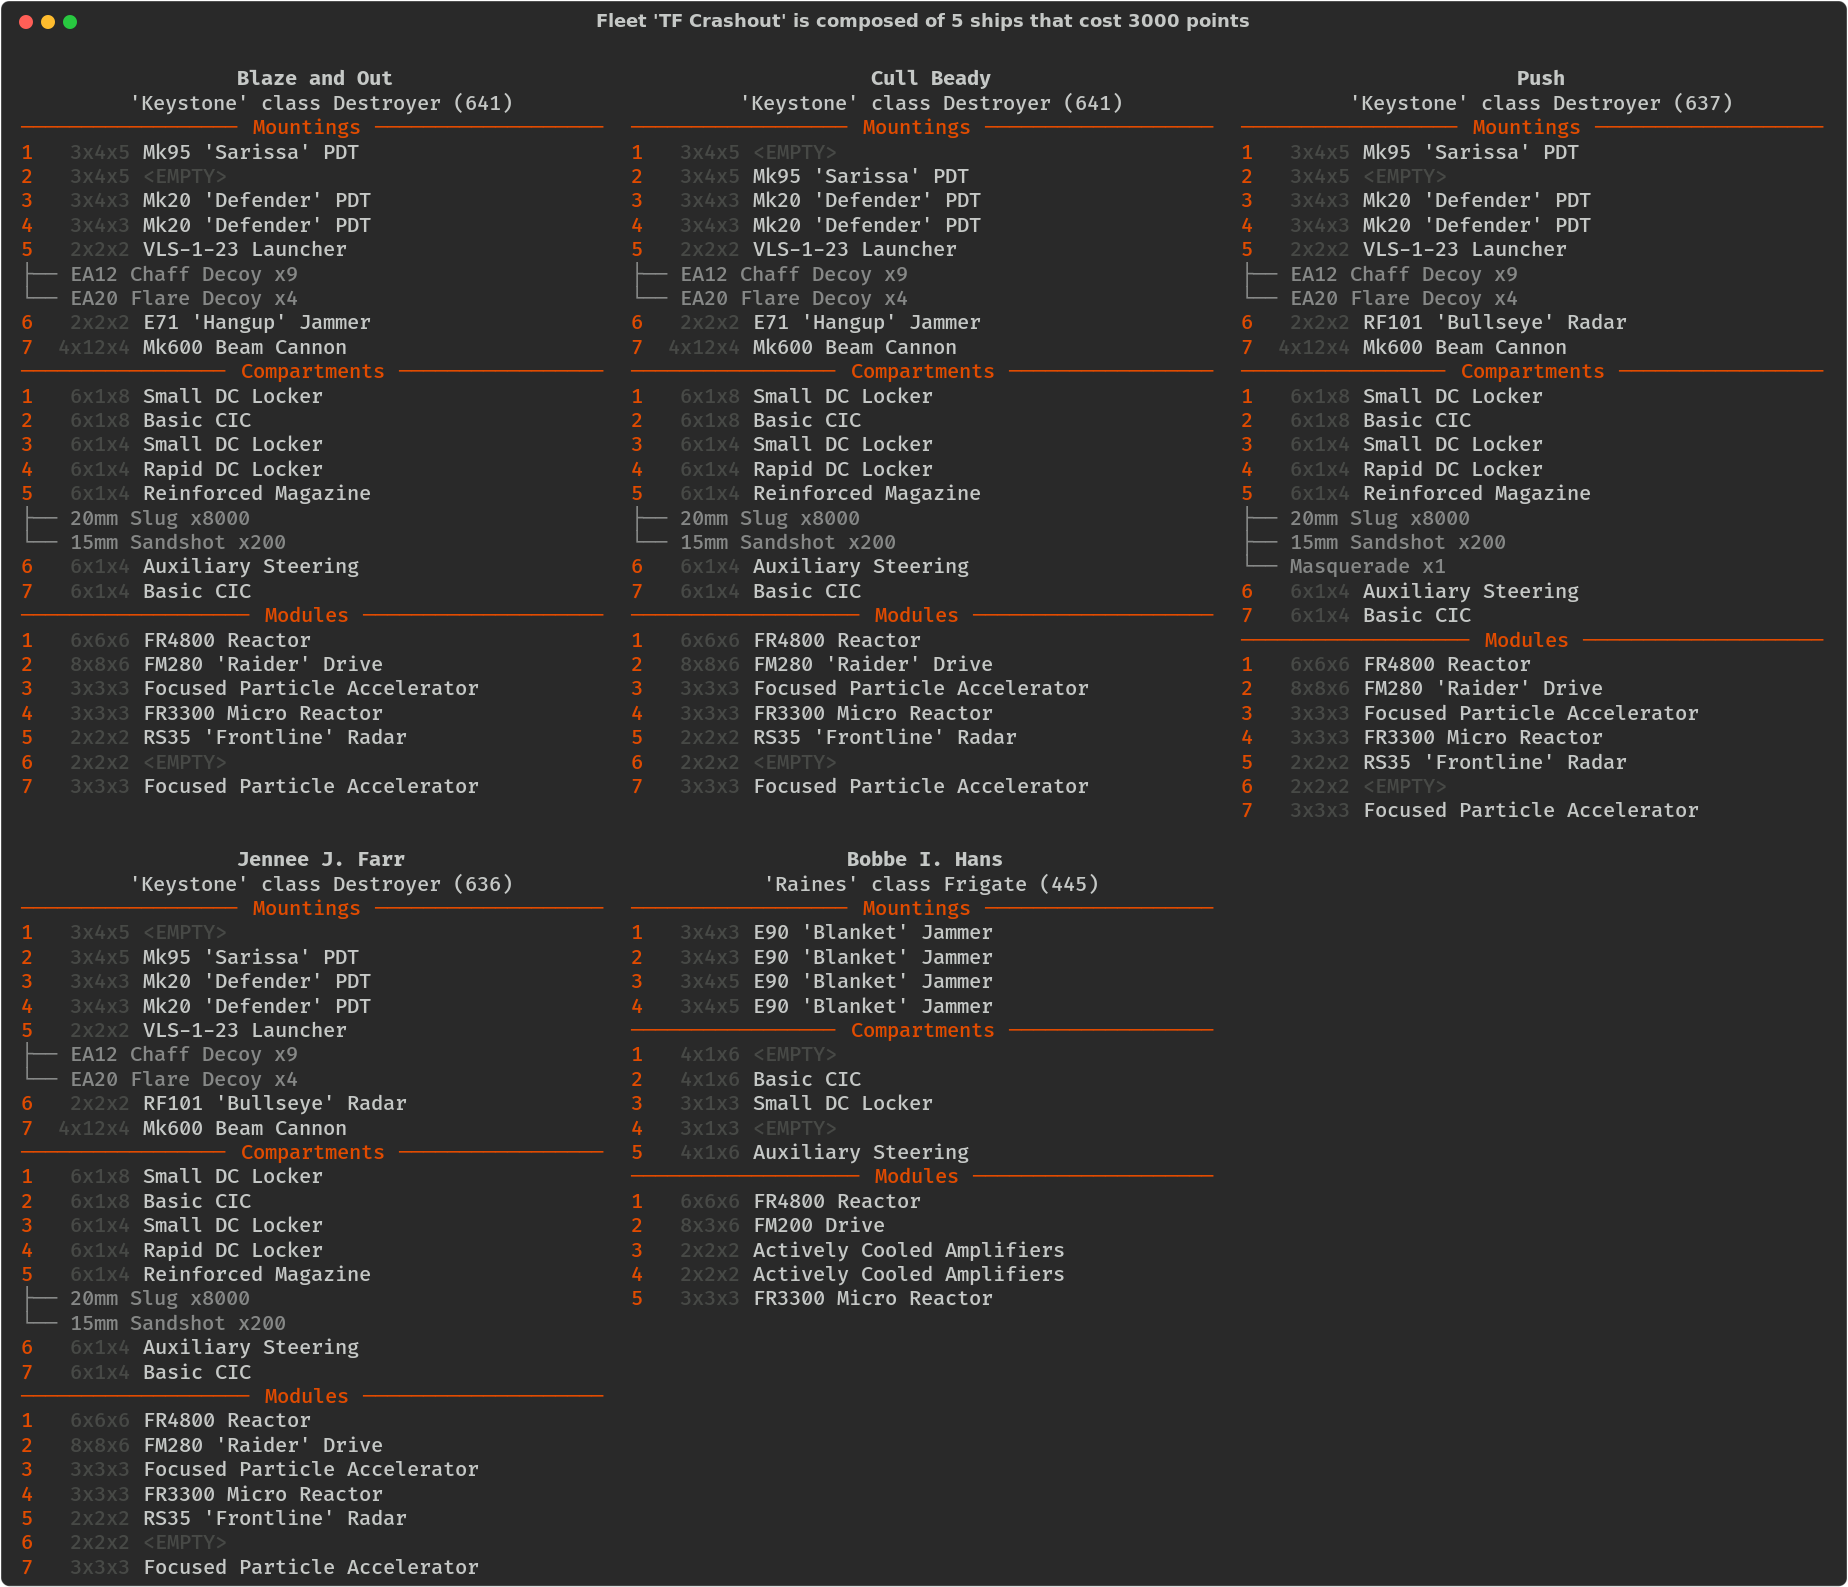 Fleet 'TF Crashout' is composed of 5 ships that cost 3000 points
Blaze and Out
'Keystone' class Destroyer (641)
Mountings
1 3x4x5 Mk95 'Sarissa' PDT
2 3x4x5 <EMPTY>
3 3x4x3 Mk20 'Defender' PDT
4 3x4x3 Mk20 'Defender' PDT
5 2x2x2 VLS-1-23 Launcher
EA12 Chaff Decoy x9
EA20 Flare Decoy x4
6 2x2x2 E71 'Hangup' Jammer
7 4x12x4 Mk600 Beam Cannon
Compartments
1 6x1x8 Small DC Locker
2 6x1x8 Basic CIC
3 6x1x4 Small DC Locker
4 6x1x4 Rapid DC Locker
5 6x1x4 Reinforced Magazine
20mm Slug x8000
15mm Sandshot x200
6 6x1x4 Auxiliary Steering
7 6x1x4 Basic CIC
Modules
1 6x6x6 FR4800 Reactor
2 8x8x6 FM280 'Raider' Drive
3 3x3x3 Focused Particle Accelerator
4 3x3x3 FR3300 Micro Reactor
5 2x2x2 RS35 'Frontline' Radar
6 2x2x2 <EMPTY>
7 3x3x3 Focused Particle Accelerator
Cull Beady
'Keystone' class Destroyer (641)
Mountings
1 3x4x5 <EMPTY>
2 3x4x5 Mk95 'Sarissa' PDT
3 3x4x3 Mk20 'Defender' PDT
4 3x4x3 Mk20 'Defender' PDT
5 2x2x2 VLS-1-23 Launcher
EA12 Chaff Decoy x9
EA20 Flare Decoy x4
6 2x2x2 E71 'Hangup' Jammer
7 4x12x4 Mk600 Beam Cannon
Compartments
1 6x1x8 Small DC Locker
2 6x1x8 Basic CIC
3 6x1x4 Small DC Locker
4 6x1x4 Rapid DC Locker
5 6x1x4 Reinforced Magazine
20mm Slug x8000
15mm Sandshot x200
6 6x1x4 Auxiliary Steering
7 6x1x4 Basic CIC
Modules
1 6x6x6 FR4800 Reactor
2 8x8x6 FM280 'Raider' Drive
3 3x3x3 Focused Particle Accelerator
4 3x3x3 FR3300 Micro Reactor
5 2x2x2 RS35 'Frontline' Radar
6 2x2x2 <EMPTY>
7 3x3x3 Focused Particle Accelerator
Push
'Keystone' class Destroyer (637)
Mountings
1 3x4x5 Mk95 'Sarissa' PDT
2 3x4x5 <EMPTY>
3 3x4x3 Mk20 'Defender' PDT
4 3x4x3 Mk20 'Defender' PDT
5 2x2x2 VLS-1-23 Launcher
EA12 Chaff Decoy x9
EA20 Flare Decoy x4
6 2x2x2 RF101 'Bullseye' Radar
7 4x12x4 Mk600 Beam Cannon
Compartments
1 6x1x8 Small DC Locker
2 6x1x8 Basic CIC
3 6x1x4 Small DC Locker
4 6x1x4 Rapid DC Locker
5 6x1x4 Reinforced Magazine
20mm Slug x8000
15mm Sandshot x200
Masquerade x1
6 6x1x4 Auxiliary Steering
7 6x1x4 Basic CIC
Modules
1 6x6x6 FR4800 Reactor
2 8x8x6 FM280 'Raider' Drive
3 3x3x3 Focused Particle Accelerator
4 3x3x3 FR3300 Micro Reactor
5 2x2x2 RS35 'Frontline' Radar
6 2x2x2 <EMPTY>
7 3x3x3 Focused Particle Accelerator
Jennee J. Farr
'Keystone' class Destroyer (636)
Mountings
1 3x4x5 <EMPTY>
2 3x4x5 Mk95 'Sarissa' PDT
3 3x4x3 Mk20 'Defender' PDT
4 3x4x3 Mk20 'Defender' PDT
5 2x2x2 VLS-1-23 Launcher
EA12 Chaff Decoy x9
EA20 Flare Decoy x4
6 2x2x2 RF101 'Bullseye' Radar
7 4x12x4 Mk600 Beam Cannon
Compartments
1 6x1x8 Small DC Locker
2 6x1x8 Basic CIC
3 6x1x4 Small DC Locker
4 6x1x4 Rapid DC Locker
5 6x1x4 Reinforced Magazine
20mm Slug x8000
15mm Sandshot x200
6 6x1x4 Auxiliary Steering
7 6x1x4 Basic CIC
Modules
1 6x6x6 FR4800 Reactor
2 8x8x6 FM280 'Raider' Drive
3 3x3x3 Focused Particle Accelerator
4 3x3x3 FR3300 Micro Reactor
5 2x2x2 RS35 'Frontline' Radar
6 2x2x2 <EMPTY>
7 3x3x3 Focused Particle Accelerator
Bobbe I. Hans
'Raines' class Frigate (445)
Mountings
1 3x4x3 E90 'Blanket' Jammer
2 3x4x3 E90 'Blanket' Jammer
3 3x4x5 E90 'Blanket' Jammer
4 3x4x5 E90 'Blanket' Jammer
Compartments
1 4x1x6 <EMPTY>
2 4x1x6 Basic CIC
3 3x1x3 Small DC Locker
4 3x1x3 <EMPTY>
5 4x1x6 Auxiliary Steering
Modules
1 6x6x6 FR4800 Reactor
2 8x3x6 FM200 Drive
3 2x2x2 Actively Cooled Amplifiers
4 2x2x2 Actively Cooled Amplifiers
5 3x3x3 FR3300 Micro Reactor